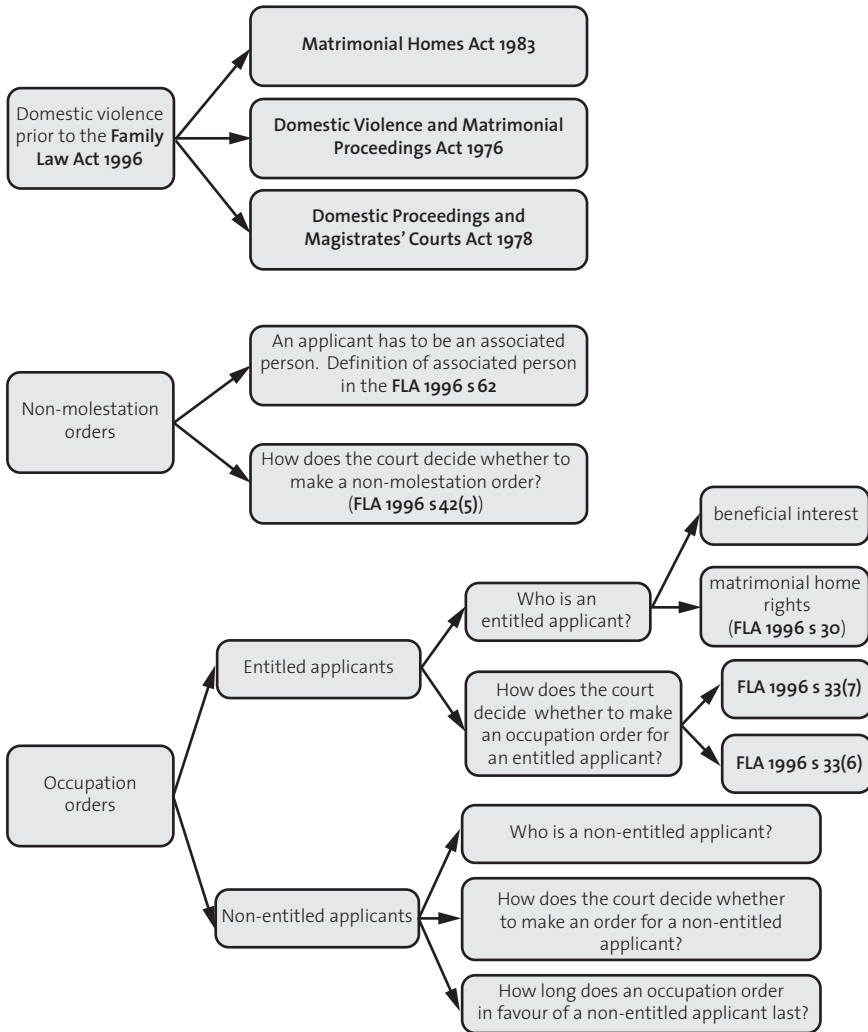 Domestic violence
prior to the Family
Law Act 1996
Matrimonial Homes Act 1983
Domestic Violence and Matrimonial
Proceedings Act 1976
Domestic Proceedings and
Magistrates' Courts Act 1978
Non-molestation
orders
An applicant has to be an associated
person. Definition of associated person
in the FLA 1996 s 62
How does the court decide whether to
make a non-molestation order?
(FLA 1996 s 42(5))
Occupation
orders
Entitled applicants
Who is an
entitled applicant?
beneficial interest
matrimonial home
rights
(FLA 1996 s 30)
How does the court
decide whether to make
an occupation order for
an entitled applicant?
FLA 1996 s 33(7)
FLA 1996 s 33(6)
Non-entitled applicants
Who is a non-entitled applicant?
How does the court decide whether
to make an order for a non-entitled
applicant?
How long does an occupation order
in favour of a non-entitled applicant last?